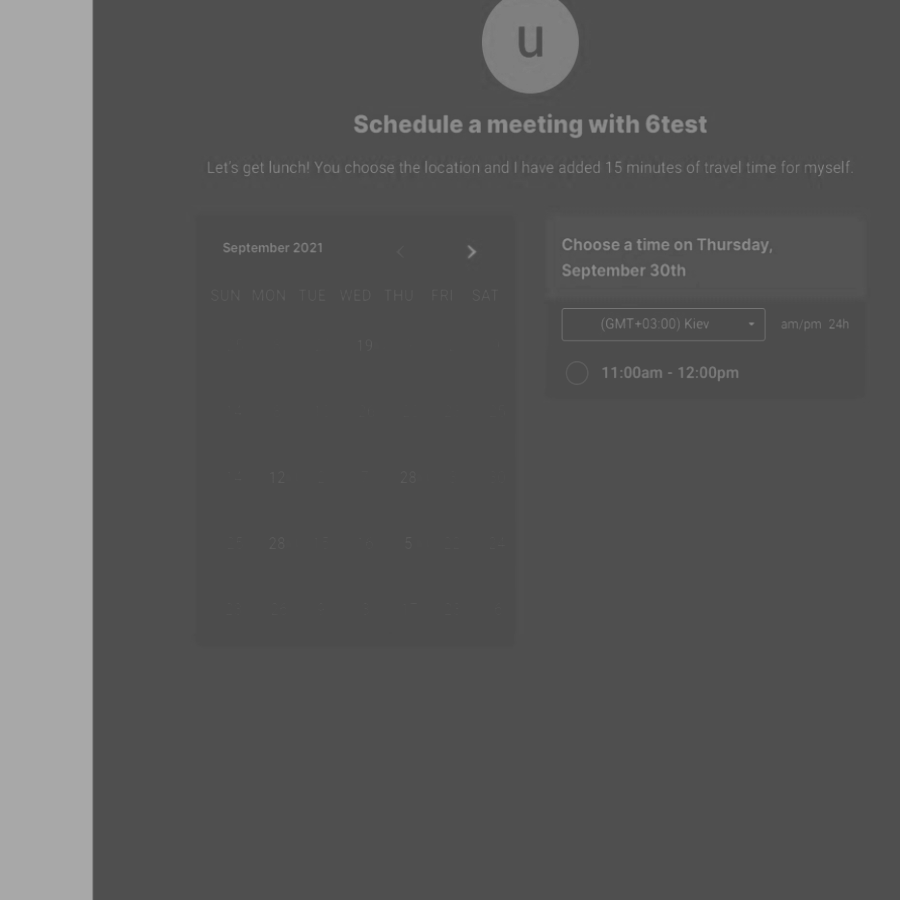 u
Schedule a meeting with 6test
Let's get lunch! You choose the location and I have added 15 minutes of travel time for myself.
September 2021
SUN MON TUE WED THU FRI SAT
19
12 28
28 5
Choose a time on Thursday,
September 30th
(GMT+03:00) Kiev
am/pm 24h
11:00am - 12:00pm